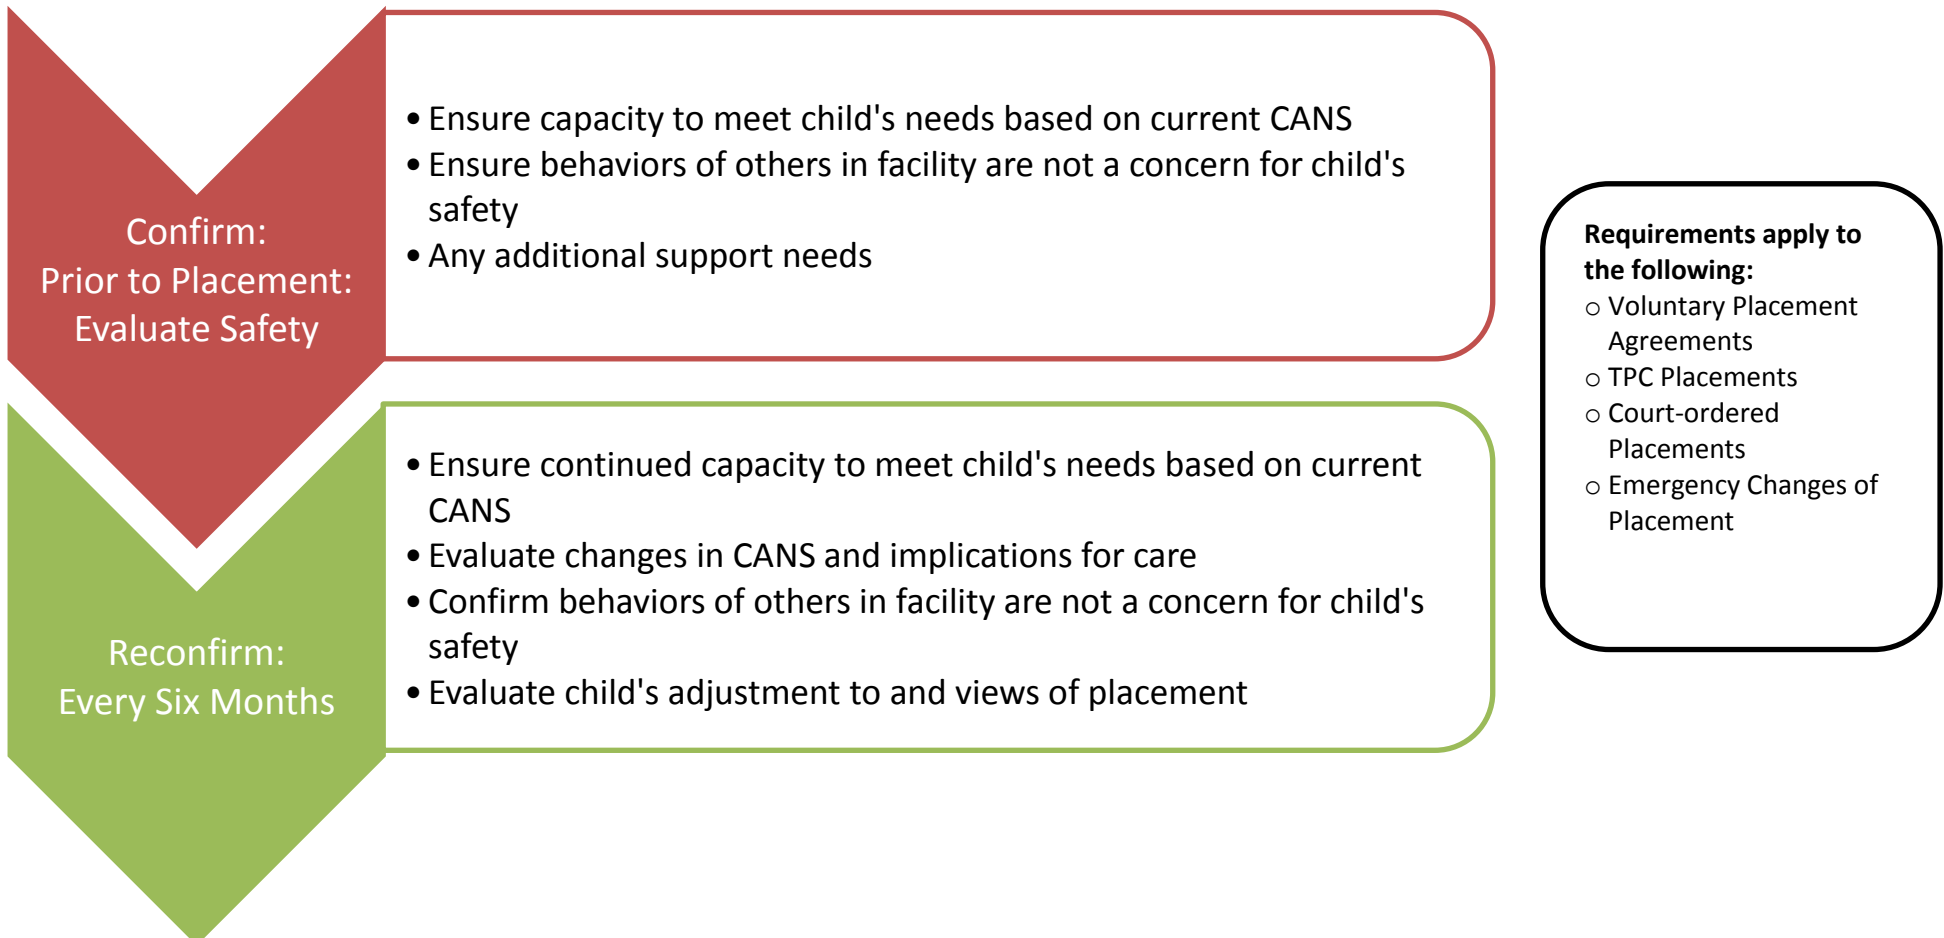 Confirm:
Prior to Placement:
Evaluate Safety
• Ensure capacity to meet child's needs based on current CANS
• Ensure behaviors of others in facility are not a concern for child's
safety
• Any additional support needs
Reconfirm:
Every Six Months
• Ensure continued capacity to meet child's needs based on current
CANS
• Evaluate changes in CANS and implications for care
• Confirm behaviors of others in facility are not a concern for child's
safety
• Evaluate child's adjustment to and views of placement
Requirements apply to
the following:
o Voluntary Placement
Agreements
o TPC Placements
o Court-ordered
Placements
o Emergency Changes of
Placement